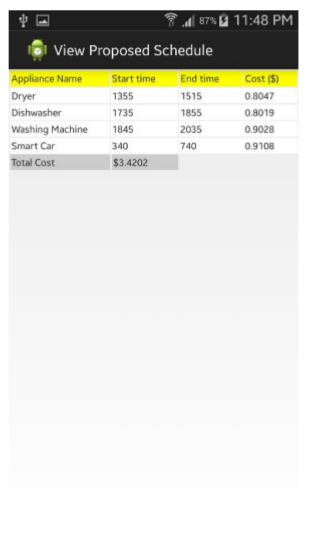 87% 11:48 PM
View Proposed Schedule
Appliance Name Start time End time Cost ($)
Dryer 1355 1515 0.8047
Dishwasher 1735 1855 0.8019
Washing Machine 1845 2035 0.9028
Smart Car 340 740 0.9108
Total Cost $3.4202